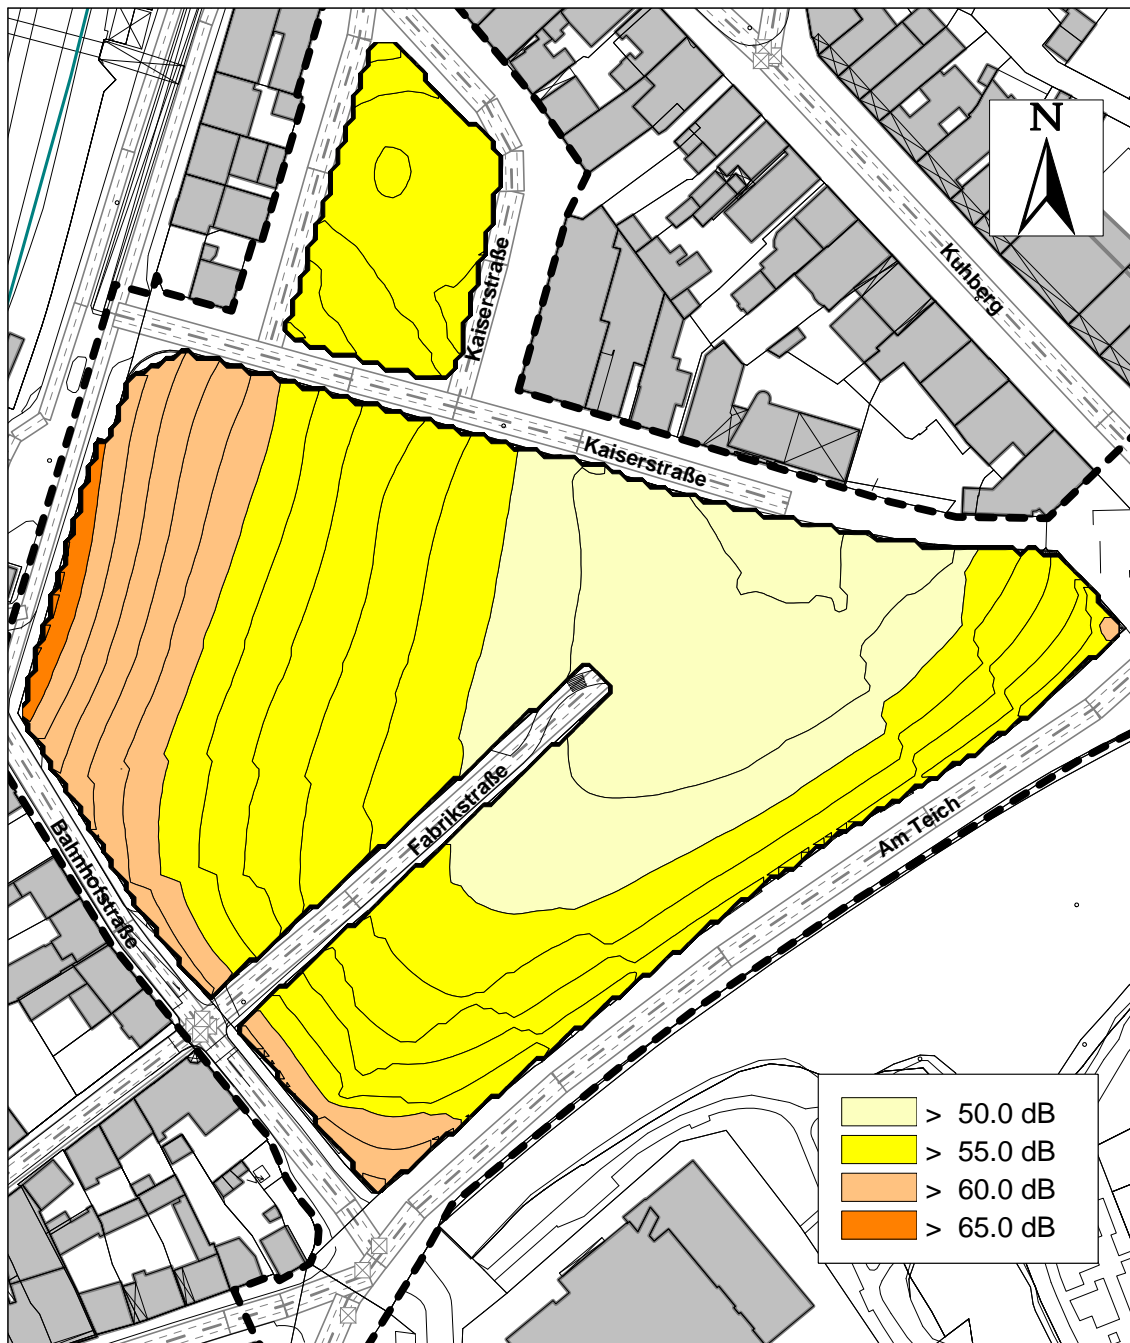 N
Kuhberg
Kaiserstraße
Kaiserstraße
Fabrikstraße
Am Teich
Bahnhofstraße
> 50.0 dB
> 55.0 dB
> 60.0 dB
> 65.0 dB